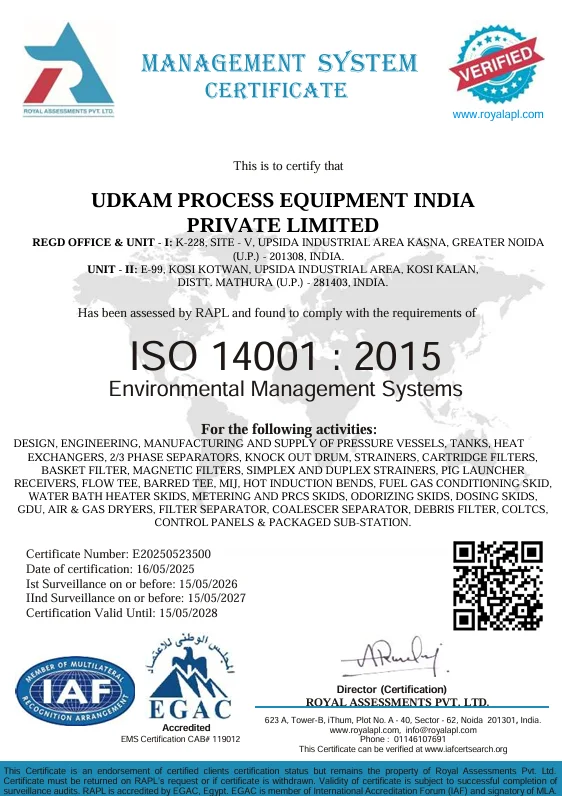 ROYAL ASSESSMENTS PVT. LTD.
MANAGEMENT SYSTEM
CERTIFICATE
VERIFIED
www.royalapl.com
This is to certify that
UDKAM PROCESS EQUIPMENT INDIA
PRIVATE LIMITED
REGD OFFICE & UNIT - I: K-228, SITE - V, UPSIDA INDUSTRIAL AREA KASNA, GREATER NOIDA
(U.P.) - 201308, INDIA.
UNIT - II: E-99, KOSI KOTWAN, UPSIDA INDUSTRIAL AREA, KOSI KALAN,
DISTT. MATHURA (U.P.) - 281403, INDIA.
Has been assessed by RAPL and found to comply with the requirements of
ISO 14001 : 2015
Environmental Management Systems
For the following activities:
DESIGN, ENGINEERING, MANUFACTURING AND SUPPLY OF PRESSURE VESSELS, TANKS, HEAT
EXCHANGERS, 2/3 PHASE SEPARATORS, KNOCK OUT DRUM, STRAINERS, CARTRIDGE FILTERS,
BASKET FILTER, MAGNETIC FILTERS, SIMPLEX AND DUPLEX STRAINERS, PIG LAUNCHER
RECEIVERS, FLOW TEE, BARRED TEE, MIJ, HOT INDUCTION BENDS, FUEL GAS CONDITIONING SKID,
WATER BATH HEATER SKIDS, METERING AND PRCS SKIDS, ODORIZING SKIDS, DOSING SKIDS,
GDU, AIR & GAS DRYERS, FILTER SEPARATOR, COALESCER SEPARATOR, DEBRIS FILTER, COLTCS,
CONTROL PANELS & PACKAGED SUB-STATION.
Certificate Number: E20250523500
Date of certification: 16/05/2025
Ist Surveillance on or before: 15/05/2026
IInd Surveillance on or before: 15/05/2027
Certification Valid Until: 15/05/2028
MEMBER OF MULTILATERAL
IAF
RECOGNITION ARRANGEMENT
المجلس الوطني للاعتماد
EGAC
Accredited
EMS Certification CAB# 119012
Director (Certification)
ROYAL ASSESSMENTS PVT. LTD.
623 A, Tower-B, iThum, Plot No. A - 40, Sector - 62, Noida 201301, India.
www.royalapl.com, info@royalapl.com
Phone : 01146107691
This Certificate can be verified at www.iafcertsearch.org
This Certificate is an endorsement of certified clients certification status but remains the property of Royal Assessments Pvt. Ltd.
Certificate must be returned on RAPL's request or if certificate is withdrawn. Validity of certificate is subject to successful completion of
surveillance audits. RAPL is accredited by EGAC, Egypt. EGAC is member of International Accreditation Forum (IAF) and signatory of MLA.